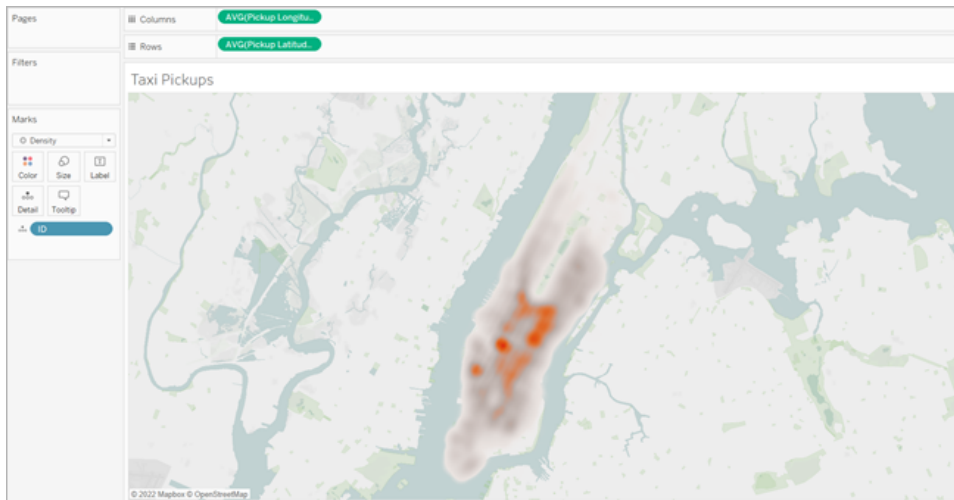 Pages
Columns
AVG(Pickup Longitu..
Rows
AVG(Pickup Latitud..
Filters
Taxi Pickups
Marks
Density
Color
Size
Label
Detail
Tooltip
ID
© 2022 Mapbox © OpenStreetMap